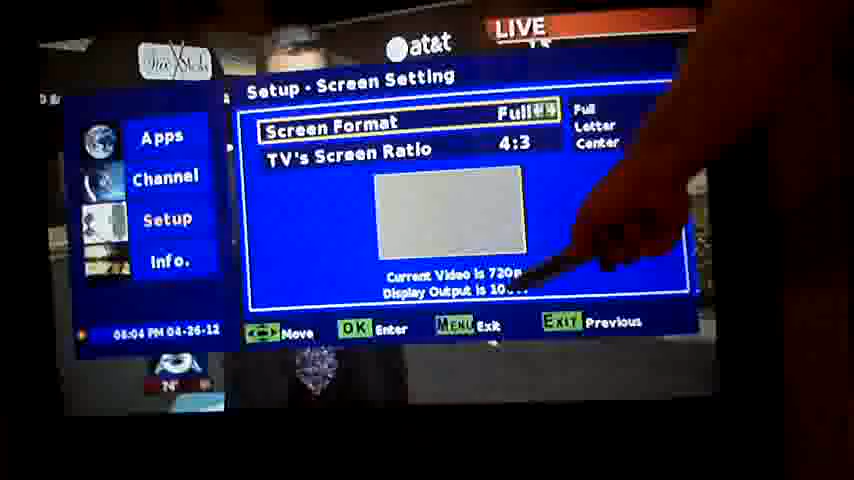 LIVE
at&t
Setup • Screen Setting
Screen Format Full
Full
Letter
Center
TV's Screen Ratio 4:3
Apps
Channel
Setup
Info.
Current Video is 720p
Display Output is
06:04 PM 04-26-12
Move
OK Enter
MENU Exit
EXIT Previous